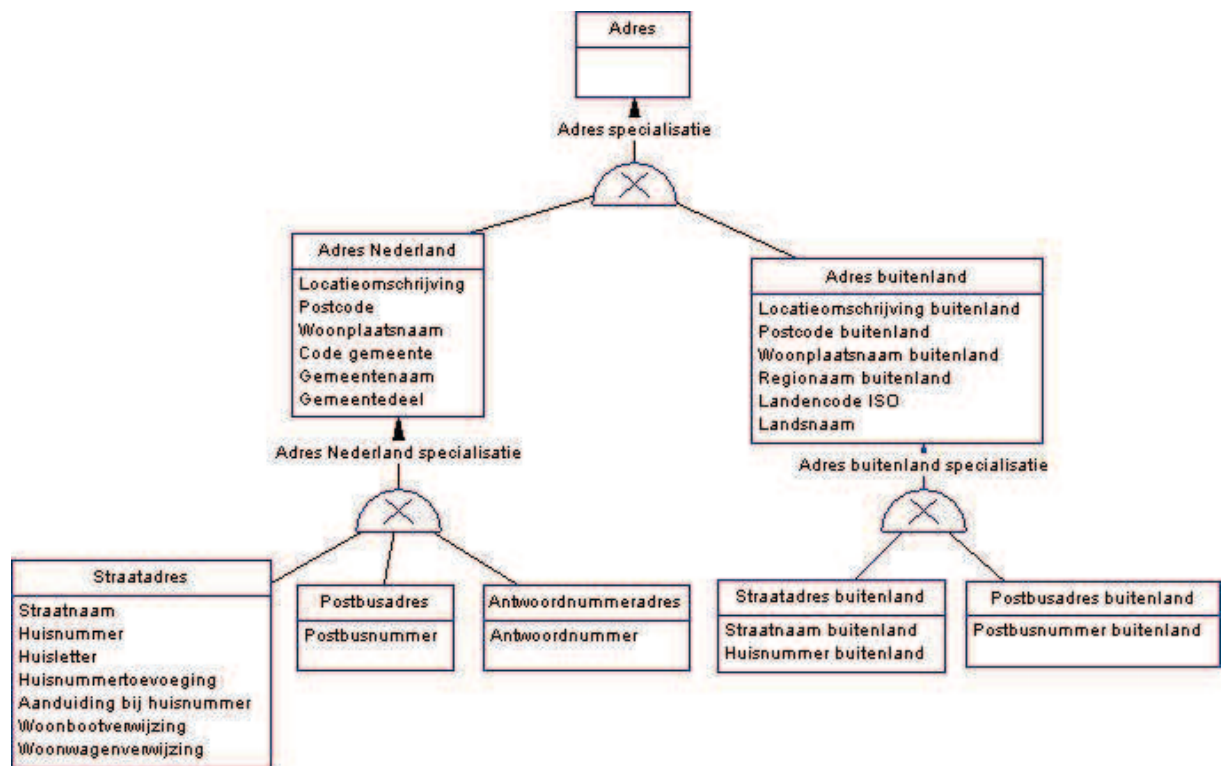 Adres
Adres specialisatie
Adres Nederland
Locatieomschrijving
Postcode
Woonplaatsnaam
Code gemeente
Gemeentenaam
Gemeentedeel
Adres buitenland
Locatieomschrijving buitenland
Postcode buitenland
Woonplaatsnaam buitenland
Regionaam buitenland
Landencode ISO
Landsnaam
Adres Nederland specialisatie
Adres buitenland specialisatie
Straatadres
Straatnaam
Huisnummer
Huisletter
Huisnummertoevoeging
Aanduiding bij huisnummer
Woonbootverwijzing
Woonwagenverwijzing
Postbusadres
Postbusnummer
Antwoordnummeradres
Antwoordnummer
Straatadres buitenland
Straatnaam buitenland
Huisnummer buitenland
Postbusadres buitenland
Postbusnummer buitenland